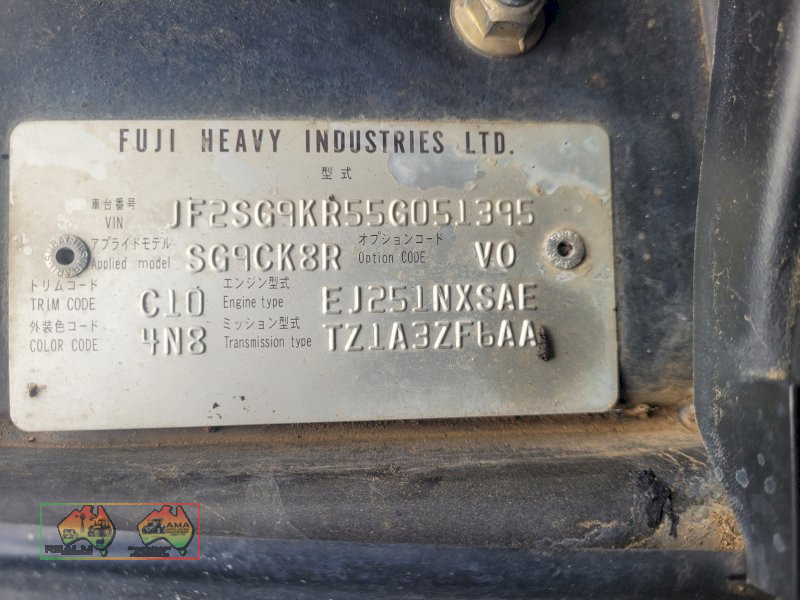 FUJI HEAVY INDUSTRIES LTD.
型式
車台番号
VIN JF2SG9KR55G051395
アプライドモデル オプションコード
Applied model SG9CK8R Option CODE V0
トリムコード エンジン型式
TRIM CODE C10 Engine type EJ251NXSAE
外装色コード ミッション型式
COLOR CODE 4N8 Transmission type TZ1A3ZF6AA
REALM AMA